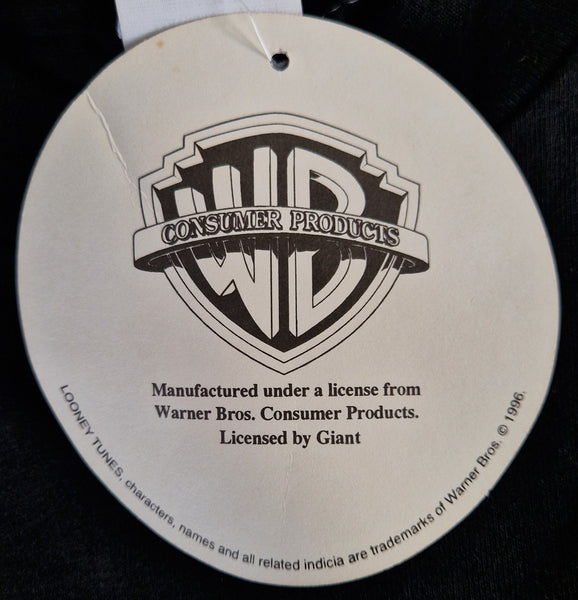 WB
CONSUMER PRODUCTS
Manufactured under a license from
Warner Bros. Consumer Products.
Licensed by Giant
LOONEY TUNES, characters, names and all related indicia are trademarks of Warner Bros. © 1996.